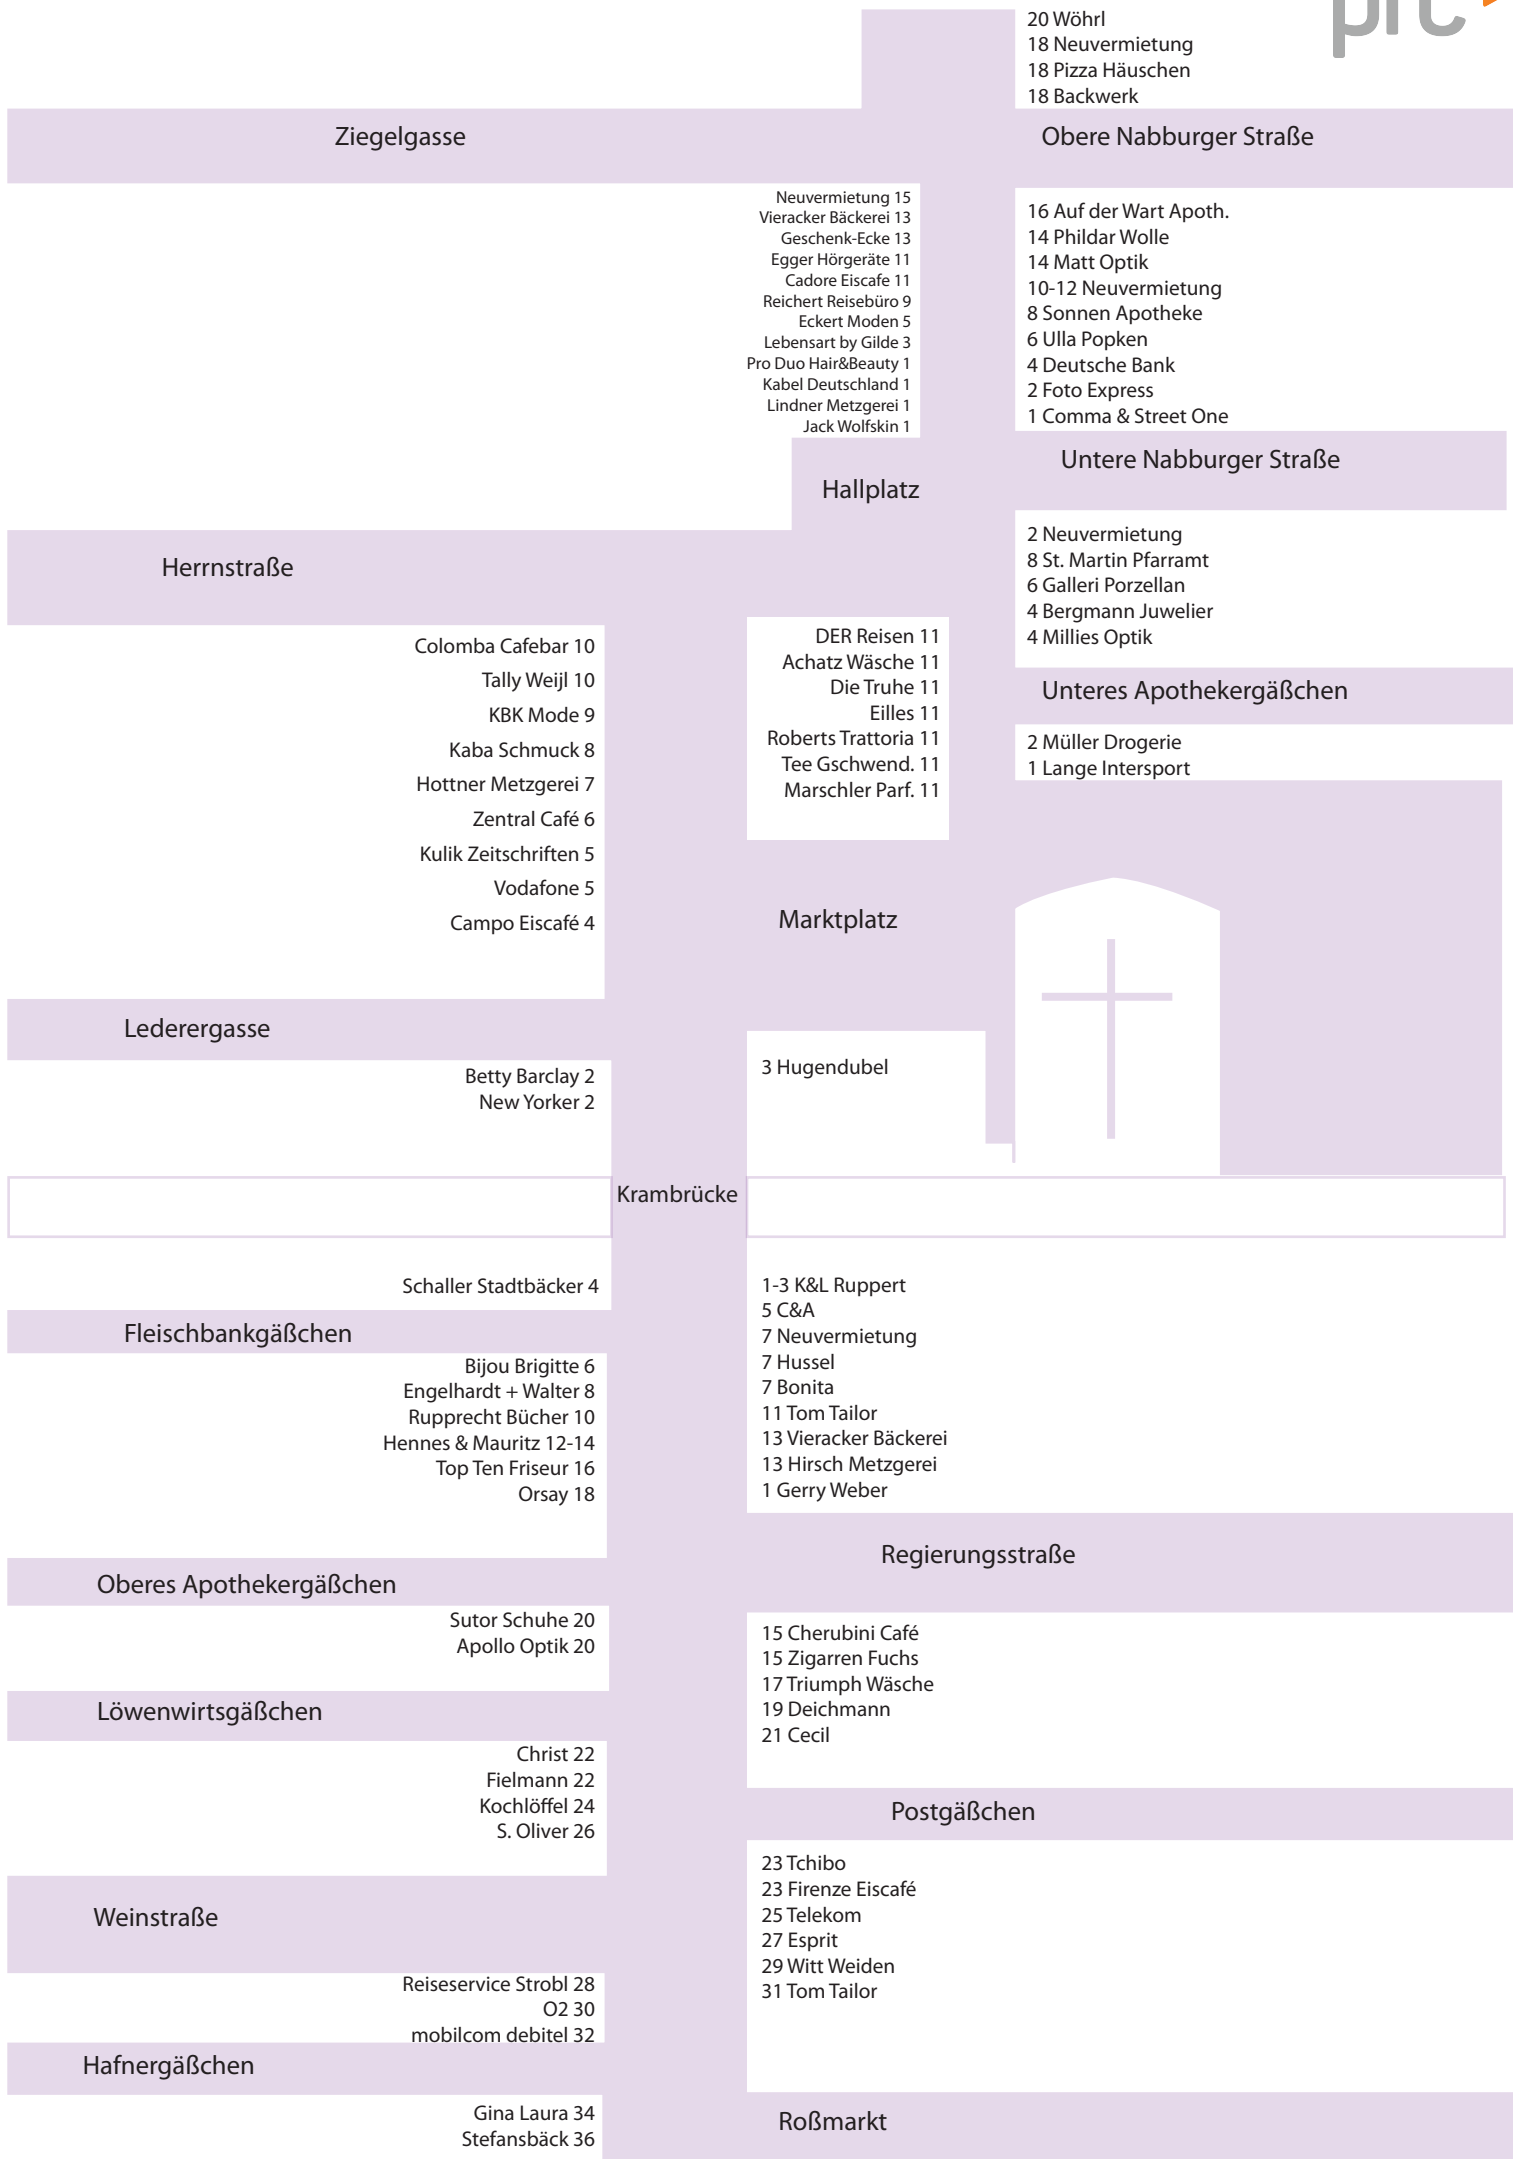 prc
20 Wöhrl
18 Neuvermietung
18 Pizza Häuschen
18 Backwerk
Ziegelgasse
Obere Nabburger Straße
Neuvermietung 15
Vieracker Bäckerei 13
Geschenk-Ecke 13
Egger Hörgeräte 11
Cadore Eiscafe 11
Reichert Reisebüro 9
Eckert Moden 5
Lebensart by Gilde 3
Pro Duo Hair&Beauty 1
Kabel Deutschland 1
Lindner Metzgerei 1
Jack Wolfskin 1
16 Auf der Wart Apoth.
14 Phildar Wolle
14 Matt Optik
10-12 Neuvermietung
8 Sonnen Apotheke
6 Ulla Popken
4 Deutsche Bank
2 Foto Express
1 Comma & Street One
Untere Nabburger Straße
Hallplatz
2 Neuvermietung
8 St. Martin Pfarramt
6 Galleri Porzellan
4 Bergmann Juwelier
4 Millies Optik
Herrnstraße
Colomba Cafebar 10
Tally Weijl 10
KBK Mode 9
Kaba Schmuck 8
Hottner Metzgerei 7
Zentral Café 6
Kulik Zeitschriften 5
Vodafone 5
Campo Eiscafé 4
DER Reisen 11
Achatz Wäsche 11
Die Truhe 11
Eilles 11
Roberts Trattoria 11
Tee Gschwend. 11
Marschler Parf. 11
Unteres Apothekergäßchen
2 Müller Drogerie
1 Lange Intersport
Marktplatz
Lederergasse
Betty Barclay 2
New Yorker 2
3 Hugendubel
Krambrücke
Schaller Stadtbäcker 4
Fleischbankgäßchen
Bijou Brigitte 6
Engelhardt + Walter 8
Rupprecht Bücher 10
Hennes & Mauritz 12-14
Top Ten Friseur 16
Orsay 18
1-3 K&L Ruppert
5 C&A
7 Neuvermietung
7 Hussel
7 Bonita
11 Tom Tailor
13 Vieracker Bäckerei
13 Hirsch Metzgerei
1 Gerry Weber
Regierungsstraße
Oberes Apothekergäßchen
Sutor Schuhe 20
Apollo Optik 20
15 Cherubini Café
15 Zigarren Fuchs
17 Triumph Wäsche
19 Deichmann
21 Cecil
Löwenwirtsgäßchen
Christ 22
Fielmann 22
Kochlöffel 24
S. Oliver 26
Postgäßchen
23 Tchibo
23 Firenze Eiscafé
25 Telekom
27 Esprit
29 Witt Weiden
31 Tom Tailor
Weinstraße
Reiseservice Strobl 28
O2 30
mobilcom debitel 32
Hafnergäßchen
Gina Laura 34
Stefansbäck 36
Roßmarkt